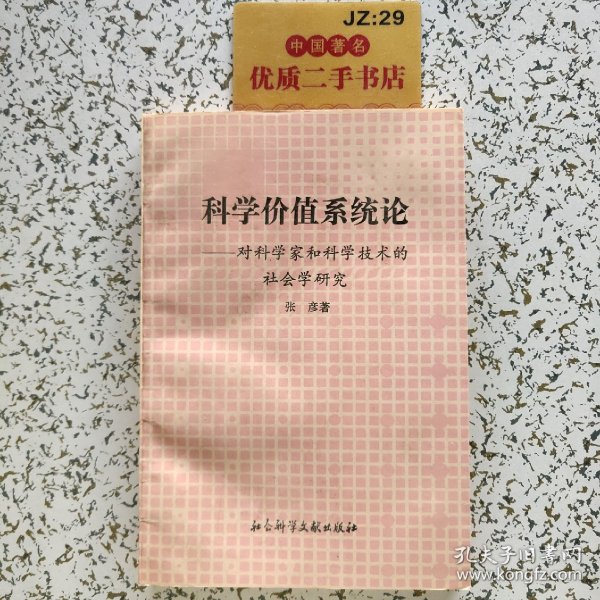 JZ:29
中国著名
优质二手书店
科学价值系统论
——对科学家和科学技术的
社会学研究
张 彦著
社会科学文献出版社
孔夫子旧书网
www.kongfz.com